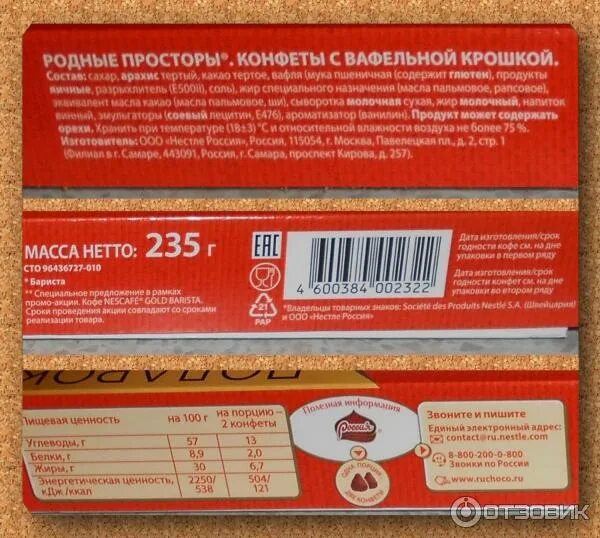 РОДНЫЕ ПРОСТОРЫ®. КОНФЕТЫ С ВАФЕЛЬНОЙ КРОШКОЙ.
Состав: сахар, арахис тертый, какао тертое, вафля (мука пшеничная (содержит глютен), продукты
яичные, разрыхлитель (E500ii), соль), жир специального назначения (масла пальмовое, рапсовое),
эквивалент масла какао (масла пальмовое, ши), сыворотка молочная сухая, жир молочный, напиток
винный, эмульгаторы (соевый лецитин, E476), ароматизатор (ванилин). Продукт может содержать
орехи. Хранить при температуре (18±3) °C и относительной влажности воздуха не более 75 %.
Изготовитель: ООО «Нестле Россия», Россия, 115054, г. Москва, Павелецкая пл., д. 2, стр. 1
(Филиал в г. Самаре, 443091, Россия, г. Самара, проспект Кирова, д. 257).
МАССА НЕТТО: 235 г
СТО 96436727-010
* Бариста
** Специальное предложение в рамках
промо-акции. Кофе NESCAFÉ® GOLD BARISTA.
Сроки проведения акции совпадают со сроками
реализации товара.
EAC
21
PAP
4 600384 002322
Дата изготовления/срок
годности кофе см. на дне
упаковки в первом ряду
Дата изготовления/срок
годности конфет см. на дне
упаковки во втором ряду
*Владельцы товарных знаков: Société des Produits Nestlé S.A. (Швейцария)
и ООО «Нестле Россия»
ПОДАРОК
Пищевая ценность на 100 г на порцию – 2 конфеты
Углеводы, г 57 13
Белки, г 8,9 2,0
Жиры, г 30 6,7
Энергетическая ценность, 2250/ 504/
кДж /ккал 538 121
Полезная информация
Россия
ОДНА ПОРЦИЯ
ДВЕ КОНФЕТЫ
Звоните и пишите
Единый электронный адрес:
contact@ru.nestle.com
8-800-200-0-800
Звонки по России
www.ruchoco.ru
ОТЗОВИК